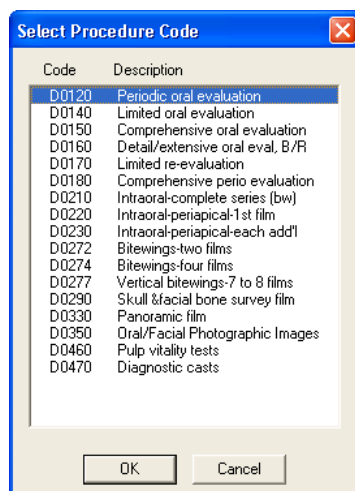 Select Procedure Code
Code Description
D0120 Periodic oral evaluation
D0140 Limited oral evaluation
D0150 Comprehensive oral evaluation
D0160 Detail/extensive oral eval, B/R
D0170 Limited re-evaluation
D0180 Comprehensive perio evaluation
D0210 Intraoral-complete series (bw)
D0220 Intraoral-periapical-1st film
D0230 Intraoral-periapical-each add'l
D0272 Bitewings-two films
D0274 Bitewings-four films
D0277 Vertical bitewings-7 to 8 films
D0290 Skull &facial bone survey film
D0330 Panoramic film
D0350 Oral/Facial Photographic Images
D0460 Pulp vitality tests
D0470 Diagnostic casts
OK Cancel